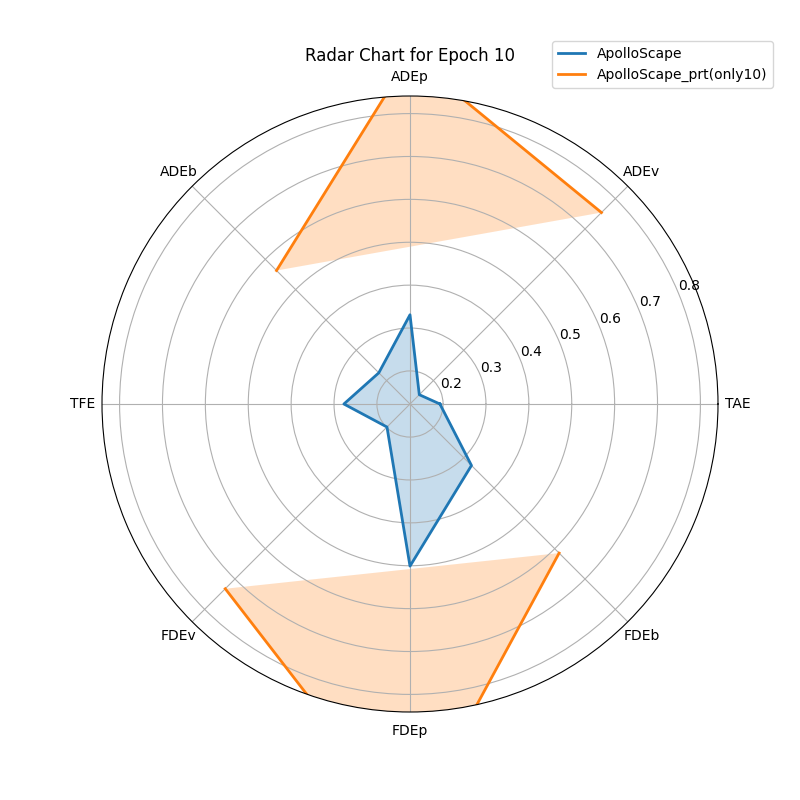 Radar Chart for Epoch 10
ApolloScape
ApolloScape_prt(only10)
ADEp
ADEb
ADEv
0.8
0.7
0.6
0.5
0.4
0.3
0.2
TFE
TAE
FDEv
FDEb
FDEp